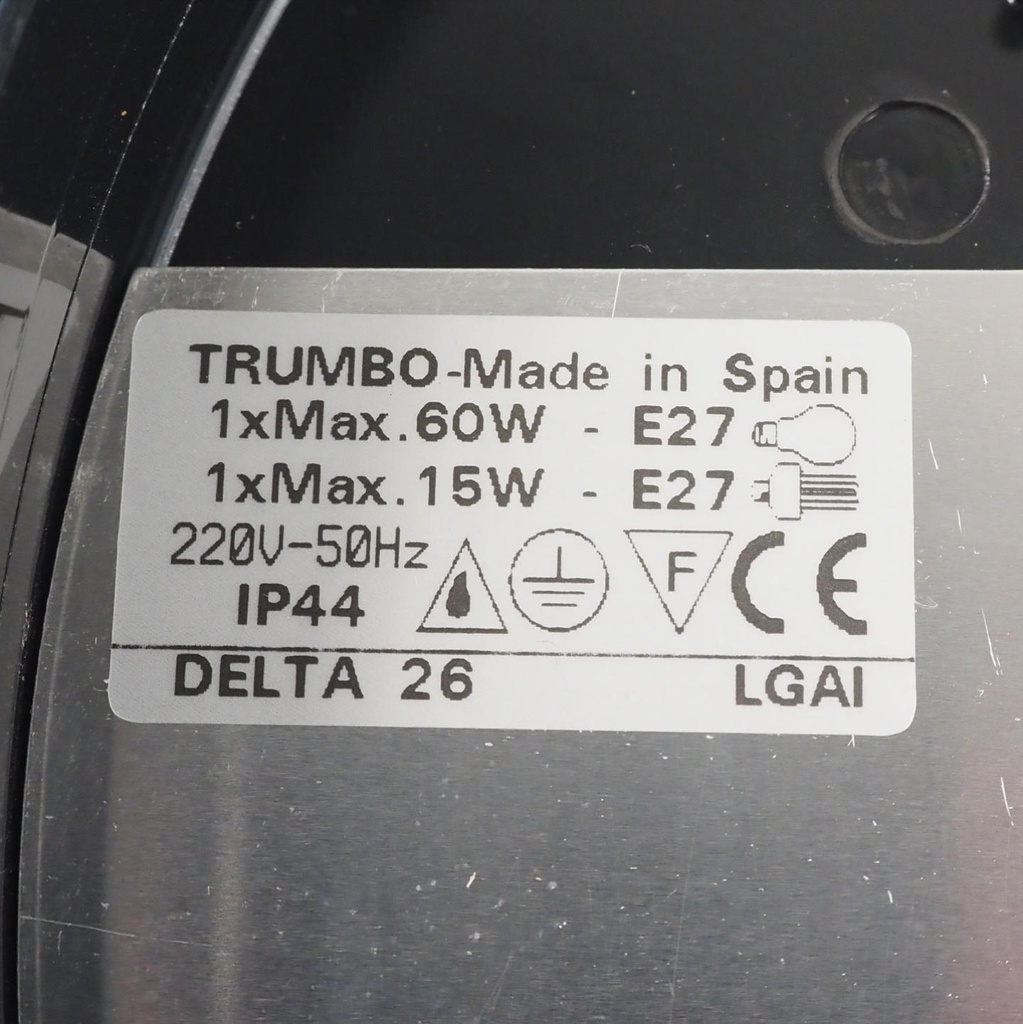 TRUMBO-Made in Spain
1xMax.60W - E27
1xMax.15W - E27
220V-50Hz
IP44
F
CE
DELTA 26
LGAI